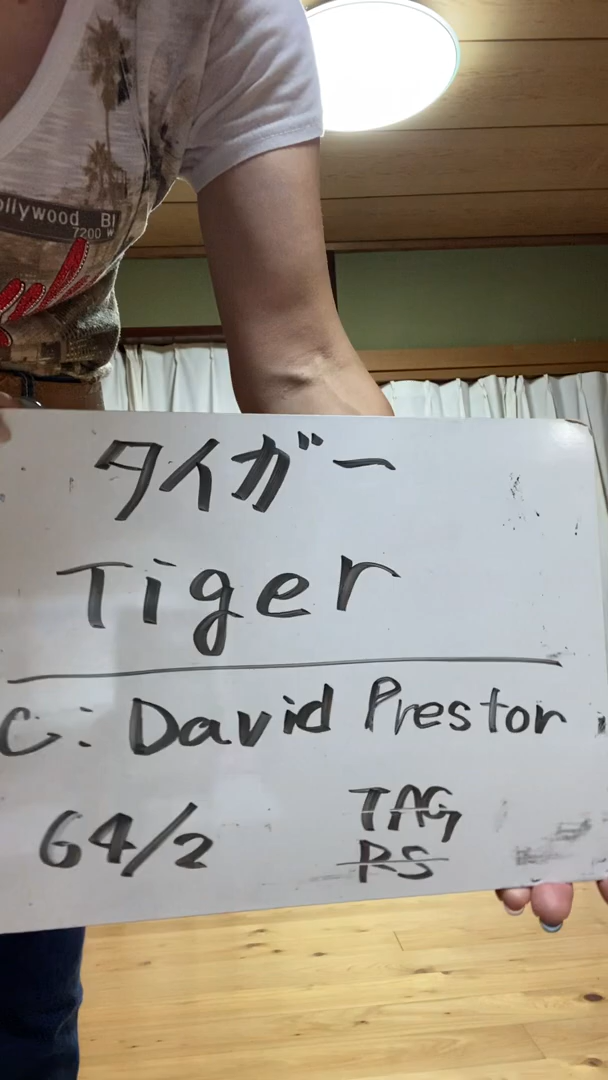 ollywood Bl
7200 W
タイガー
Tiger
C: David Preston
64/2
TAG
RS